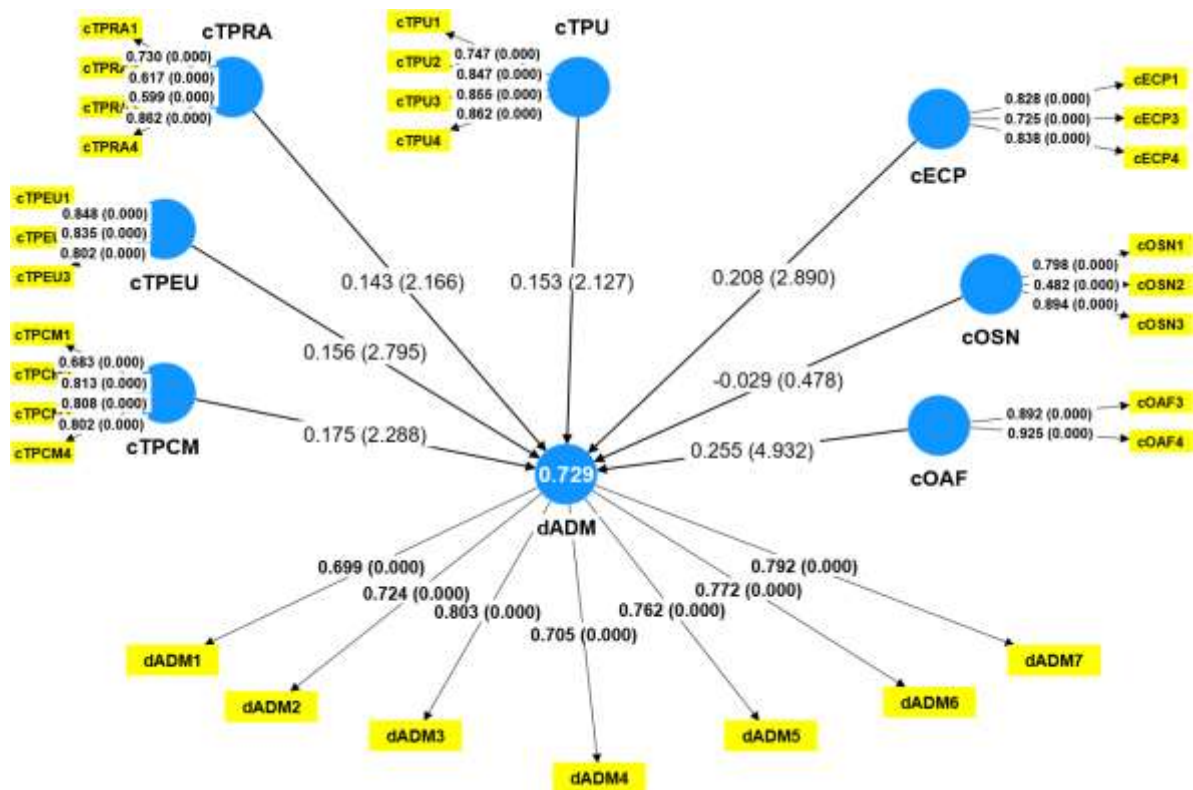 cTPRA1
cTPRA
cTPRA
cTPRA4
0.730 (0.000)
0.617 (0.000)
0.599 (0.000)
0.862 (0.000)
cTPRA
cTPU1
cTPU2
cTPU3
cTPU4
0.747 (0.000)
0.847 (0.000)
0.855 (0.000)
0.862 (0.000)
cTPU
cECP1
cECP3
cECP4
0.828 (0.000)
0.725 (0.000)
0.838 (0.000)
cECP
cTPEU1
cTPEU3
0.848 (0.000)
0.835 (0.000)
0.802 (0.000)
cTPEU
cOSN1
cOSN2
cOSN3
0.798 (0.000)
0.482 (0.000)
0.894 (0.000)
cOSN
cTPCM1
cTPCM4
0.683 (0.000)
0.813 (0.000)
0.808 (0.000)
0.802 (0.000)
cTPCM
cOAF3
cOAF4
0.892 (0.000)
0.925 (0.000)
cOAF
0.143 (2.166)
0.153 (2.127)
0.208 (2.890)
0.156 (2.795)
-0.029 (0.478)
0.175 (2.288)
0.255 (4.932)
0.729
dADM
0.699 (0.000)
0.724 (0.000)
0.803 (0.000)
0.705 (0.000)
0.762 (0.000)
0.772 (0.000)
0.792 (0.000)
dADM1
dADM2
dADM3
dADM4
dADM5
dADM6
dADM7